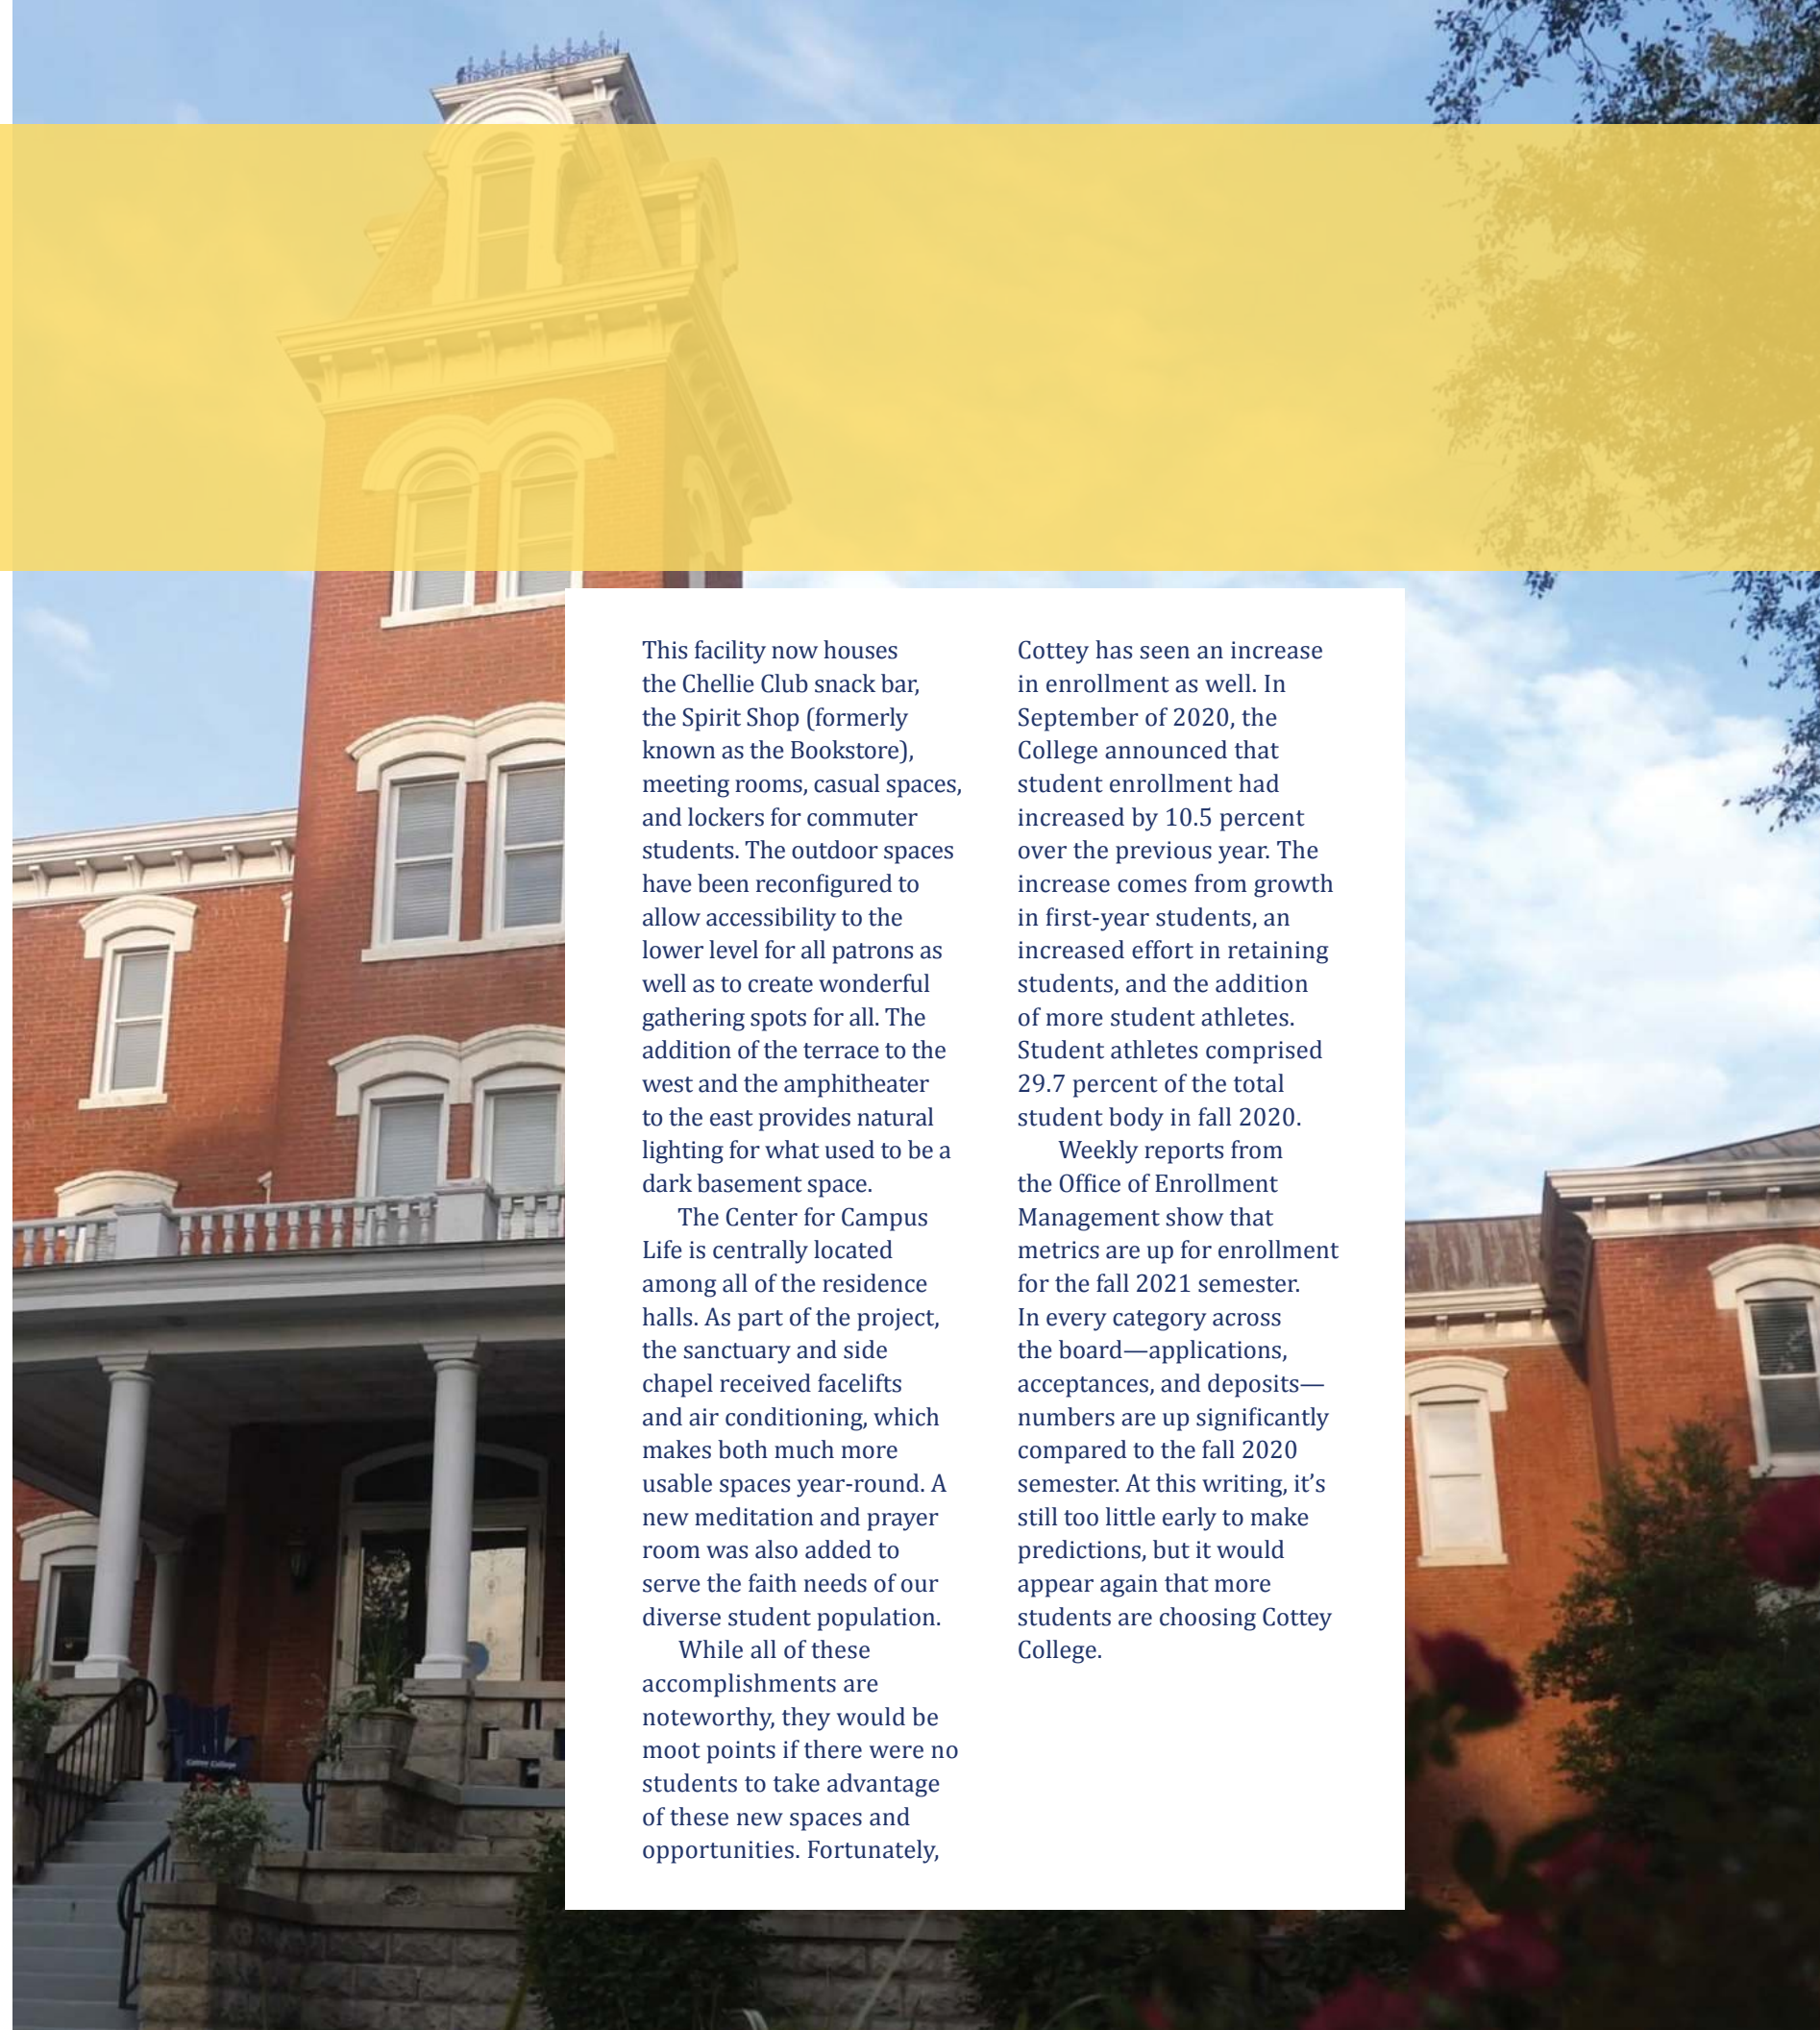 This facility now houses
the Chellie Club snack bar,
the Spirit Shop (formerly
known as the Bookstore),
meeting rooms, casual spaces,
and lockers for commuter
students. The outdoor spaces
have been reconfigured to
allow accessibility to the
lower level for all patrons as
well as to create wonderful
gathering spots for all. The
addition of the terrace to the
west and the amphitheater
to the east provides natural
lighting for what used to be a
dark basement space.
The Center for Campus
Life is centrally located
among all of the residence
halls. As part of the project,
the sanctuary and side
chapel received facelifts
and air conditioning, which
makes both much more
usable spaces year-round. A
new meditation and prayer
room was also added to
serve the faith needs of our
diverse student population.
While all of these
accomplishments are
noteworthy, they would be
moot points if there were no
students to take advantage
of these new spaces and
opportunities. Fortunately,
Cottey has seen an increase
in enrollment as well. In
September of 2020, the
College announced that
student enrollment had
increased by 10.5 percent
over the previous year. The
increase comes from growth
in first-year students, an
increased effort in retaining
students, and the addition
of more student athletes.
Student athletes comprised
29.7 percent of the total
student body in fall 2020.
Weekly reports from
the Office of Enrollment
Management show that
metrics are up for enrollment
for the fall 2021 semester.
In every category across
the board—applications,
acceptances, and deposits—
numbers are up significantly
compared to the fall 2020
semester. At this writing, it’s
still too little early to make
predictions, but it would
appear again that more
students are choosing Cottey
College.
Cottey College